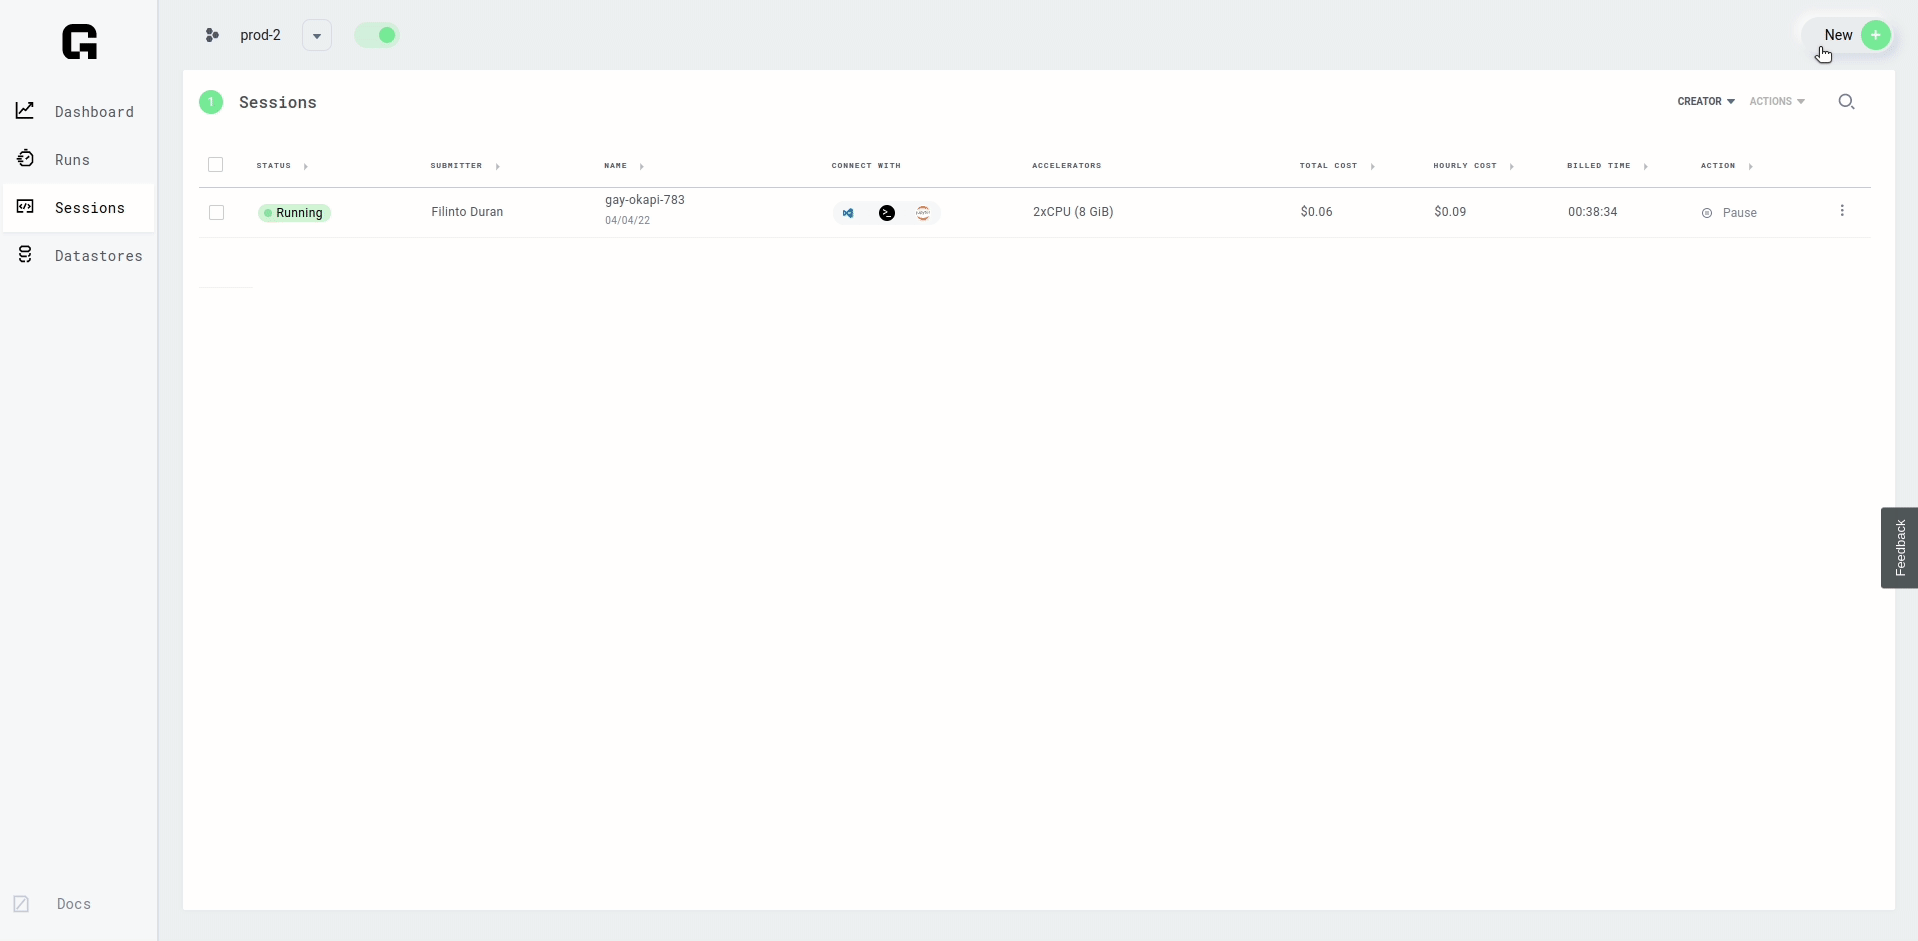 prod-2
New
Dashboard
Runs
Sessions
Datastores
Docs
1 Sessions
CREATOR ACTIONS
STATUS SUBMITTER NAME CONNECT WITH ACCELERATORS TOTAL COST HOURLY COST BILLED TIME ACTION
Running Filinto Duran gay-okapi-783 2xCPU (8 GiB) $0.06 $0.09 00:38:34 Pause
04/04/22
Feedback